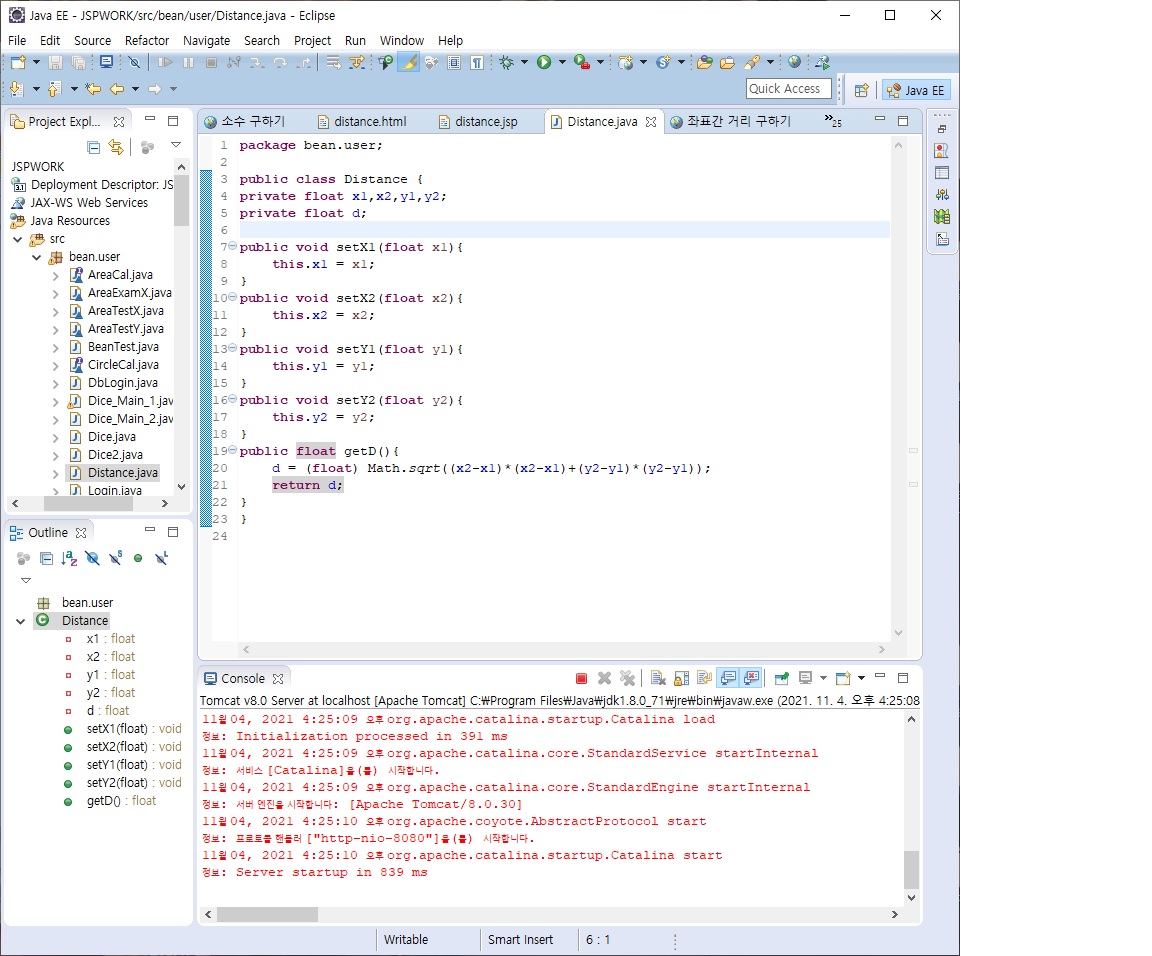 Java EE - JSPWORK/src/bean/user/Distance.java - Eclipse
File Edit Source Refactor Navigate Search Project Run Window Help
Quick Access
Java EE
Project Expl...
JSPWORK
Deployment Descriptor: JS
JAX-WS Web Services
Java Resources
src
bean.user
AreaCal.java
AreaExamX.java
AreaTestX.java
AreaTestY.java
BeanTest.java
CircleCal.java
DbLogin.java
Dice_Main_1.jav
Dice_Main_2.jav
Dice.java
Dice2.java
Distance.java
Login.java
Outline
bean.user
Distance
x1 : float
x2 : float
y1 : float
y2 : float
d : float
setX1(float) : void
setX2(float) : void
setY1(float) : void
setY2(float) : void
getD() : float
소수 구하기 distance.html distance.jsp Distance.java 좌표간 거리 구하기 »25
1 package bean.user;
2
3 public class Distance {
4 private float x1,x2,y1,y2;
5 private float d;
6
7 public void setX1(float x1){
8 this.x1 = x1;
9 }
10 public void setX2(float x2){
11 this.x2 = x2;
12 }
13 public void setY1(float y1){
14 this.y1 = y1;
15 }
16 public void setY2(float y2){
17 this.y2 = y2;
18 }
19 public float getD(){
20 d = (float) Math.sqrt((x2-x1)*(x2-x1)+(y2-y1)*(y2-y1));
21 return d;
22 }
23 }
24
Console
Tomcat v8.0 Server at localhost [Apache Tomcat] C:₩Program Files₩Java₩jdk1.8.0_71₩jre₩bin₩javaw.exe (2021. 11. 4. 오후 4:25:08
11월 04, 2021 4:25:09 오후 org.apache.catalina.startup.Catalina load
정보: Initialization processed in 391 ms
11월 04, 2021 4:25:09 오후 org.apache.catalina.core.StandardService startInternal
정보: 서비스 [Catalina]을(를) 시작합니다.
11월 04, 2021 4:25:09 오후 org.apache.catalina.core.StandardEngine startInternal
정보: 서버 엔진을 시작합니다: [Apache Tomcat/8.0.30]
11월 04, 2021 4:25:10 오후 org.apache.coyote.AbstractProtocol start
정보: 프로토콜 핸들러 ["http-nio-8080"]을(를) 시작합니다.
11월 04, 2021 4:25:10 오후 org.apache.catalina.startup.Catalina start
정보: Server startup in 839 ms
Writable Smart Insert 6 : 1